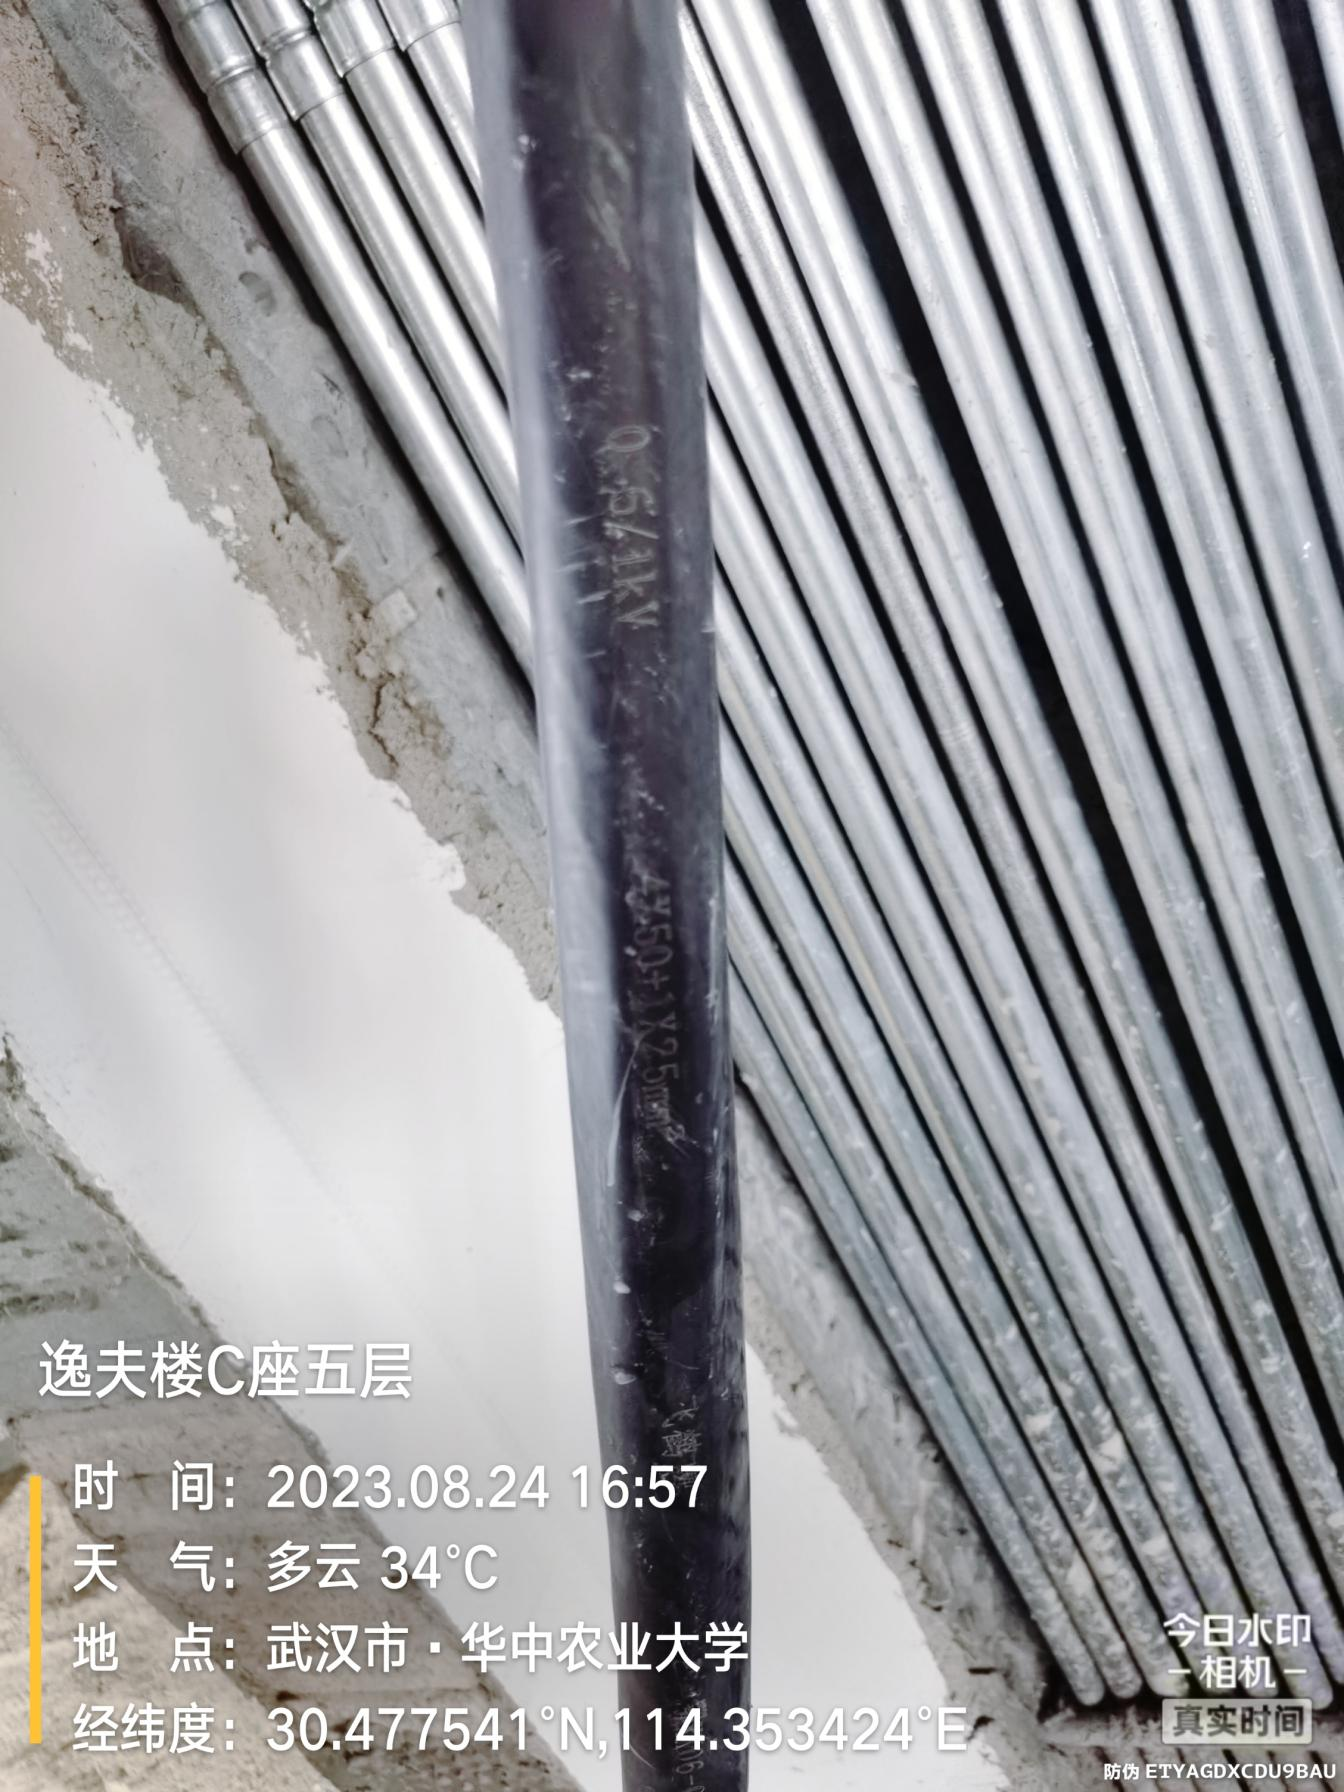 0.6/1kV
4X50+1X25mm²
逸夫楼C座五层
时 间：2023.08.24 16:57
天 气：多云 34°C
地 点：武汉市·华中农业大学
经纬度：30.477541°N,114.353424°E
今日水印
相机
真实时间
防伪 ETYAGDXCDU9BAU